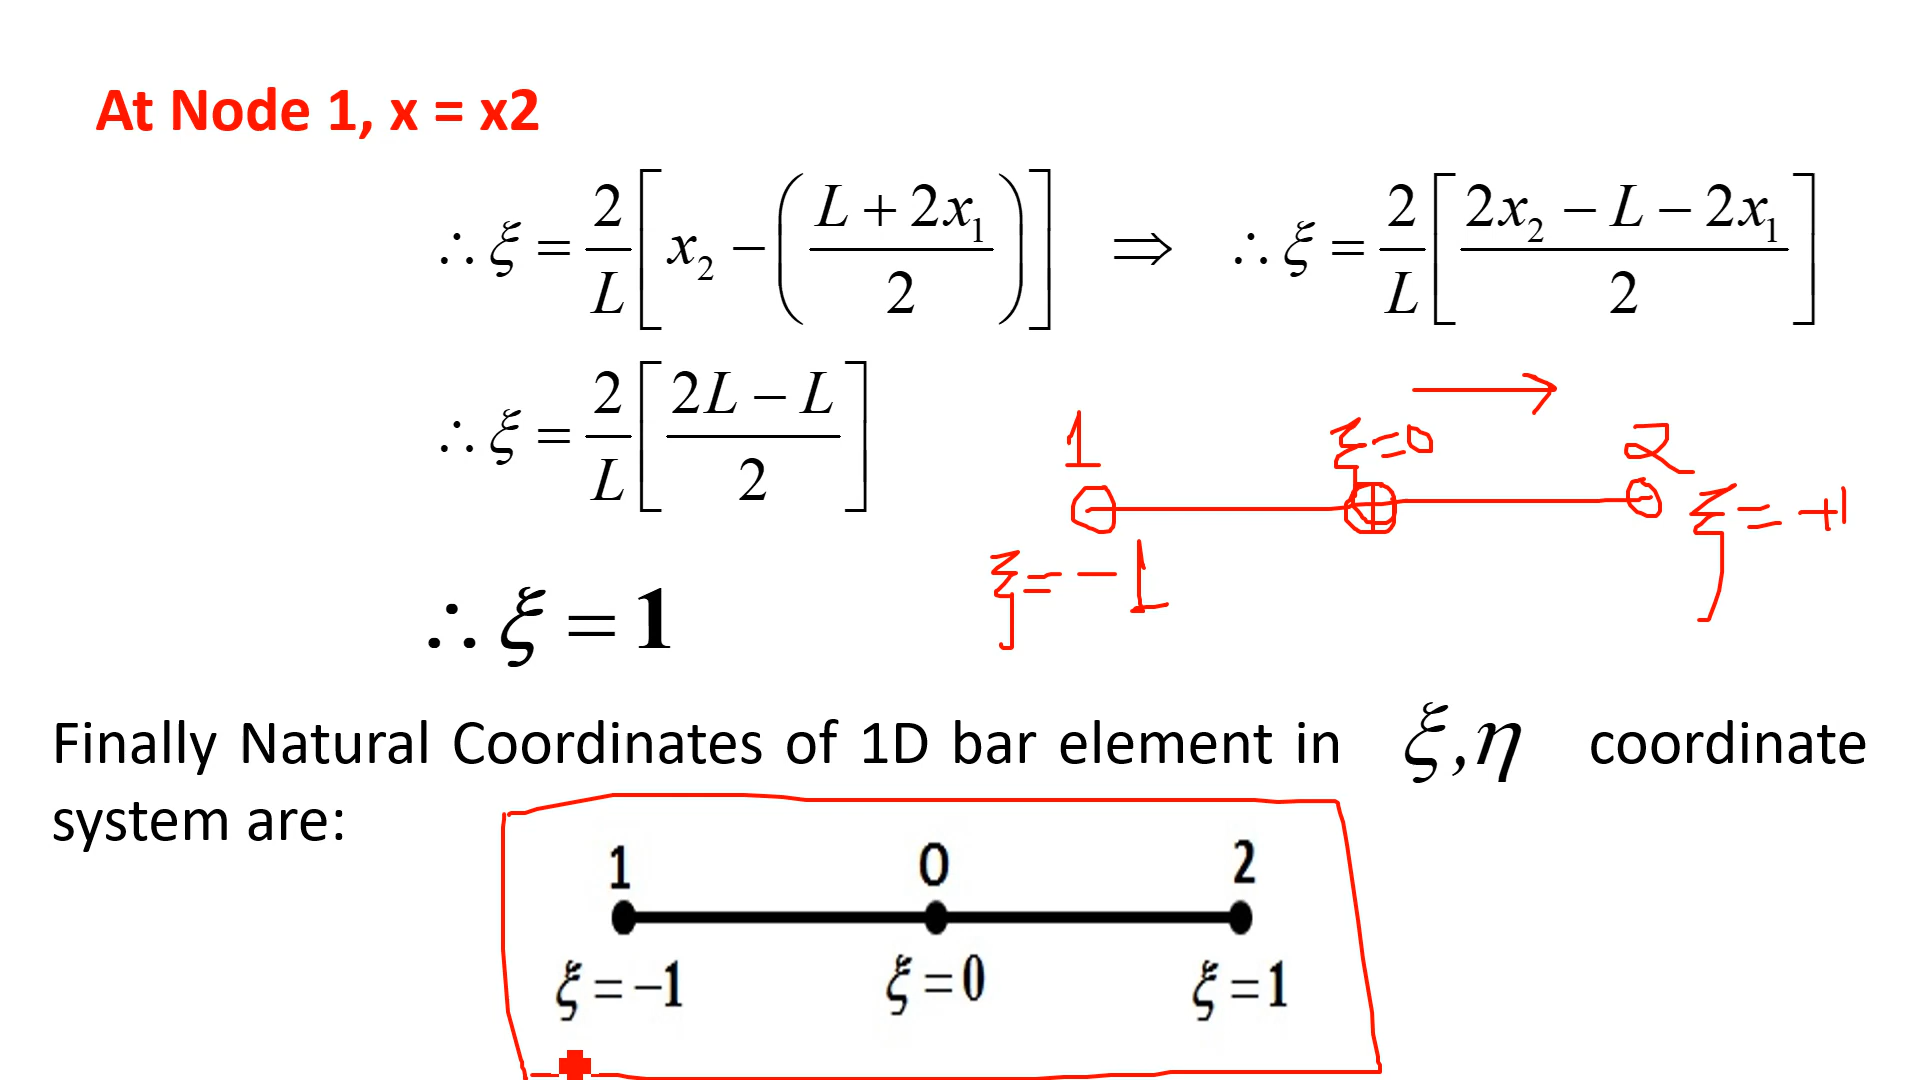 At Node 1, x = x2
∴ ξ = 2/L [ x₂ − ( (L + 2x₁)/2 ) ] ⇒ ∴ ξ = 2/L [ (2x₂ − L − 2x₁)/2 ]
∴ ξ = 2/L [ (2L − L)/2 ]
1 ξ=0 2
ξ=-1 ξ=+1
∴ ξ = 1
Finally Natural Coordinates of 1D bar element in ξ,η coordinate
system are:
1 0 2
ξ=−1 ξ=0 ξ=1